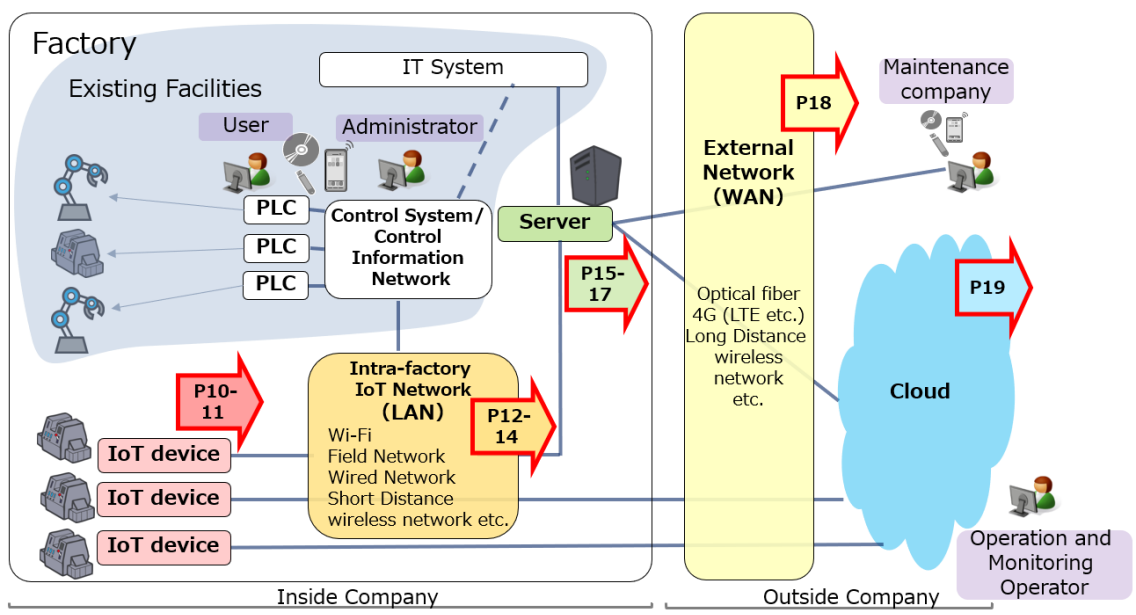 Factory
IT System
Existing Facilities
User
Administrator
PLC
PLC
PLC
Control System/
Control
Information
Network
Server
P15-
17
P10-
11
Intra-factory
IoT Network
(LAN)
Wi-Fi
Field Network
Wired Network
Short Distance
wireless network etc.
P12-
14
IoT device
IoT device
IoT device
Inside Company
External
Network
(WAN)
Optical fiber
4G (LTE etc.)
Long Distance
wireless
network
etc.
P18
Maintenance
company
P19
Cloud
Operation and
Monitoring
Operator
Outside Company